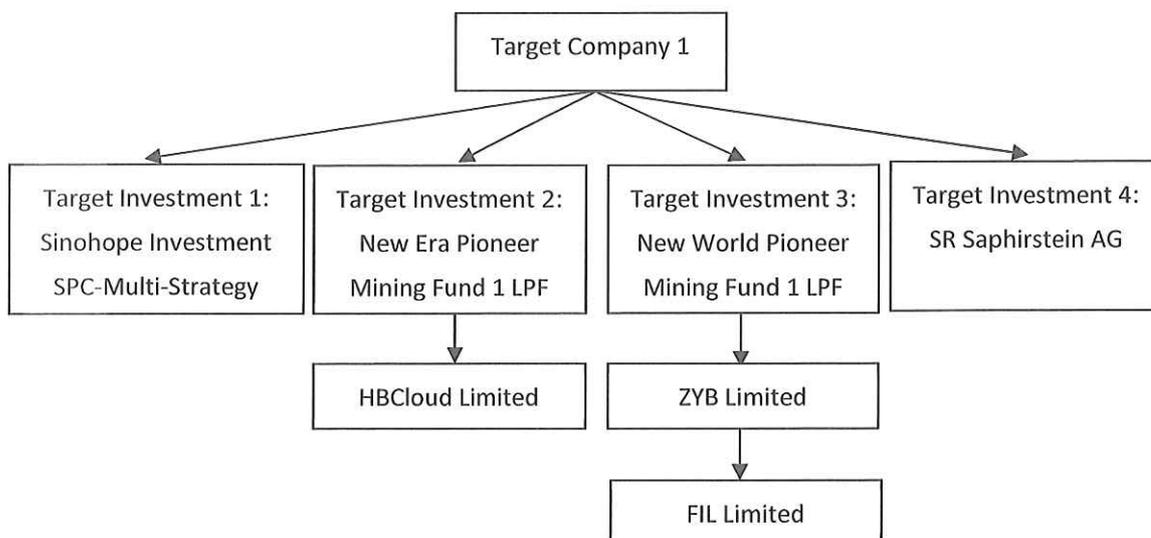 Target Company 1
Target Investment 1:
Sinohope Investment
SPC-Multi-Strategy
Target Investment 2:
New Era Pioneer
Mining Fund 1 LPF
Target Investment 3:
New World Pioneer
Mining Fund 1 LPF
Target Investment 4:
SR Saphirstein AG
HBCloud Limited
ZYB Limited
FIL Limited